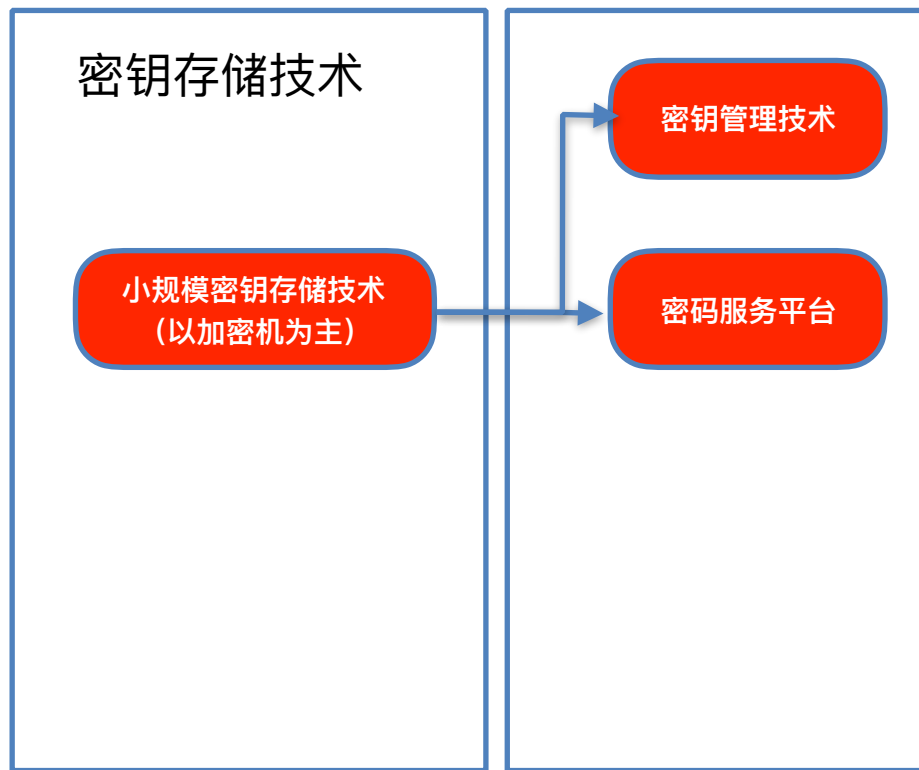 密钥存储技术
密钥管理技术
小规模密钥存储技术
（以加密机为主）
密码服务平台